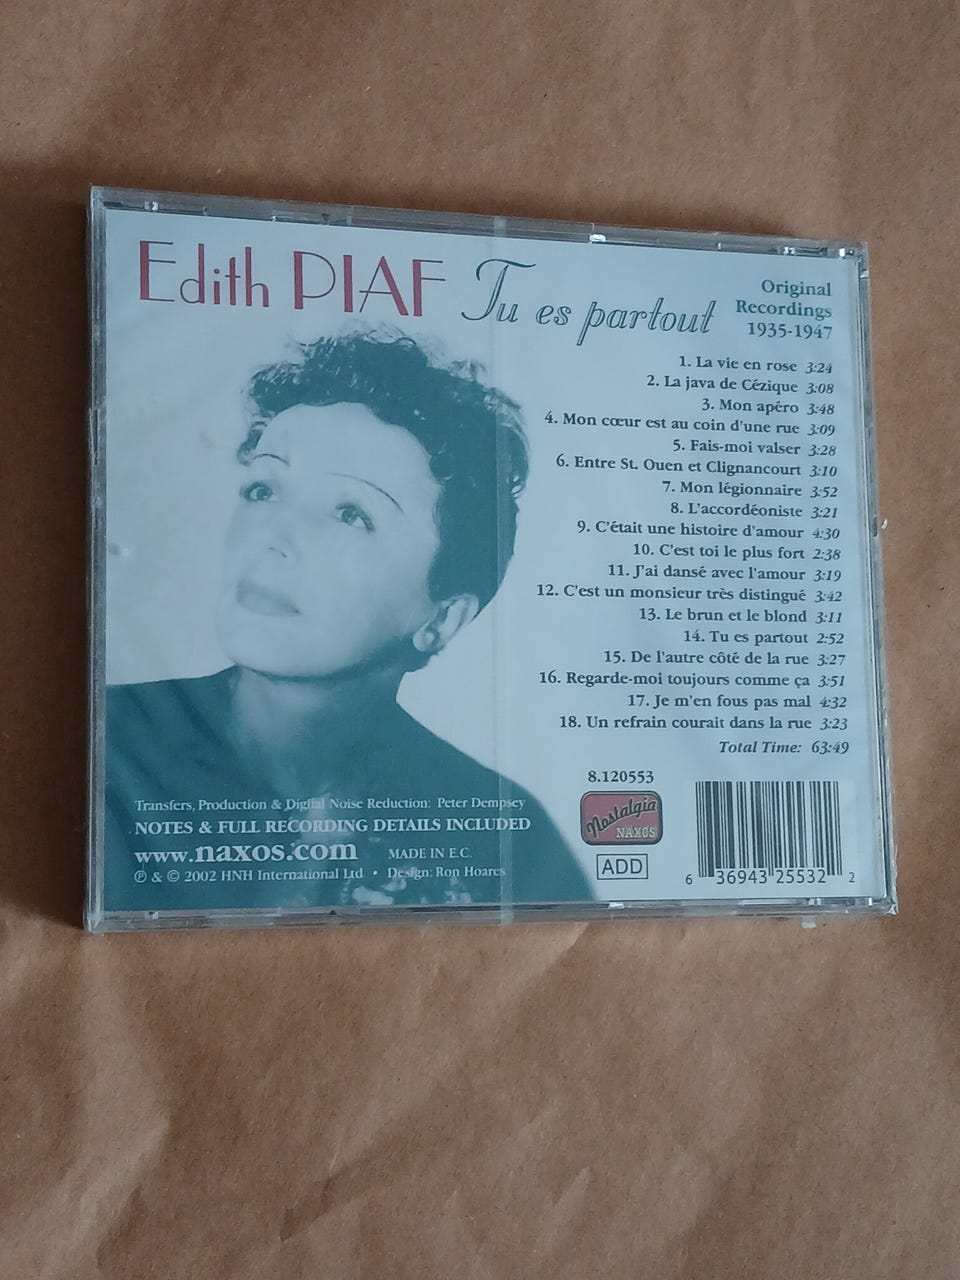 Edith PIAF Tu es partout
Original
Recordings
1935-1947
1. La vie en rose 3:24
2. La java de Cézique 3:08
3. Mon apéro 3:48
4. Mon cœur est au coin d'une rue 3:09
5. Fais-moi valser 3:28
6. Entre St. Ouen et Clignancourt 3:10
7. Mon légionnaire 3:52
8. L'accordéoniste 3:21
9. C'était une histoire d'amour 4:30
10. C'est toi le plus fort 2:38
11. J'ai dansé avec l'amour 3:19
12. C'est un monsieur très distingué 3:42
13. Le brun et le blond 3:11
14. Tu es partout 2:52
15. De l'autre côté de la rue 3:27
16. Regarde-moi toujours comme ça 3:51
17. Je m'en fous pas mal 4:32
18. Un refrain courait dans la rue 3:23
Total Time: 63:49
8.120553
Nostalgia
NAXOS
ADD
6 36943 25532 2
Transfers, Production & Digital Noise Reduction: Peter Dempsey
NOTES & FULL RECORDING DETAILS INCLUDED
www.naxos.com MADE IN E.C.
℗ & © 2002 HNH International Ltd • Design: Ron Hoares